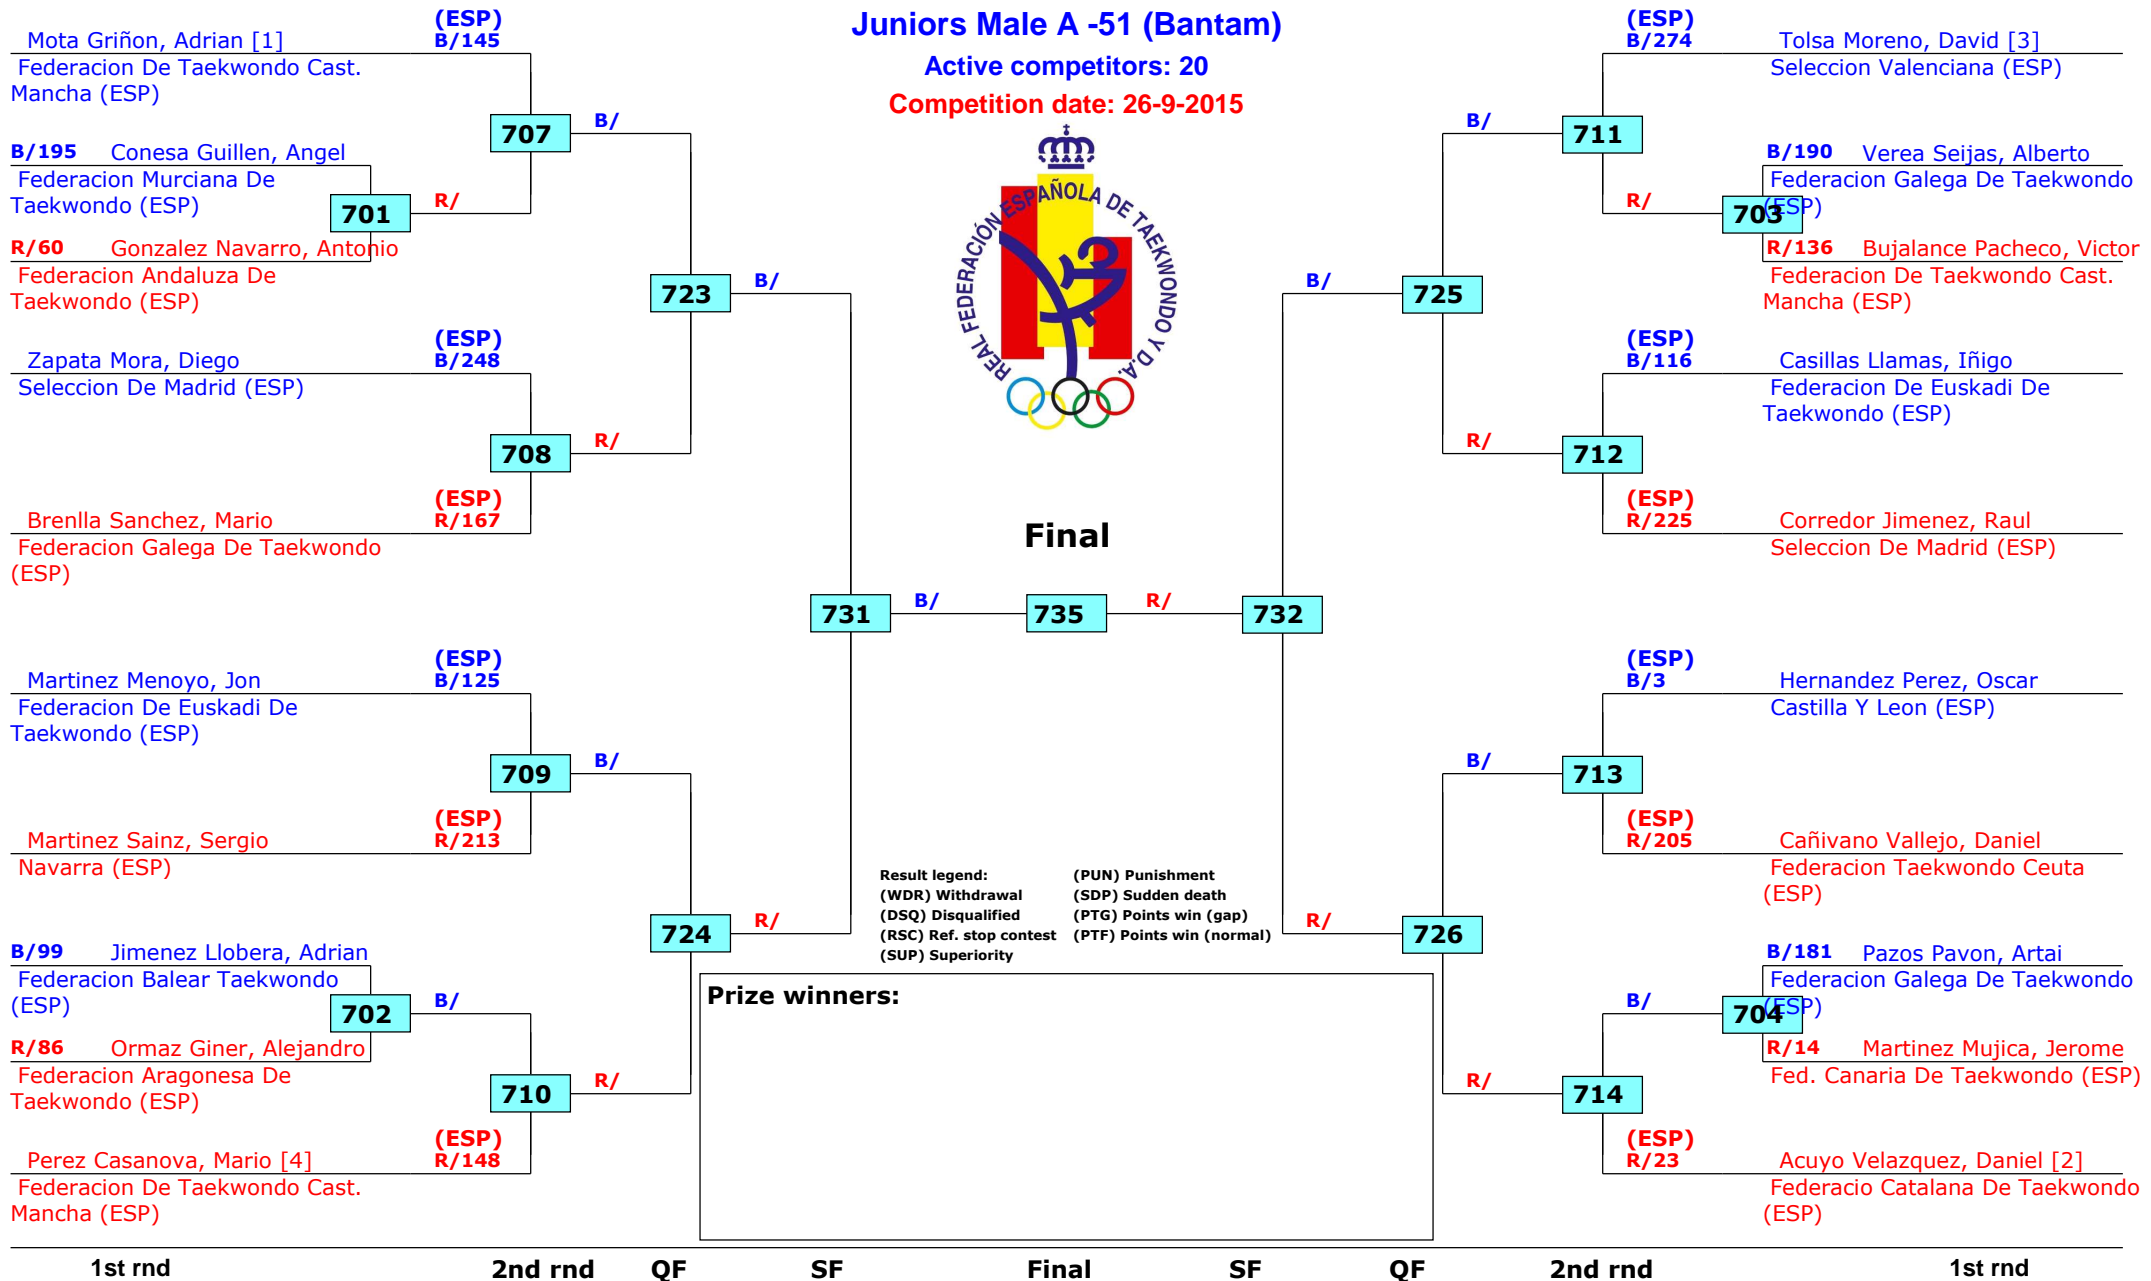 Juniors Male A -51 (Bantam)
Active competitors: 20
Competition date: 26-9-2015
REAL FEDERACIÓN ESPAÑOLA DE TAEKWONDO Y D.A.
(ESP)
Mota Griñon, Adrian [1] B/145
Federacion De Taekwondo Cast.
Mancha (ESP)
707
B/
B/195 Conesa Guillen, Angel
Federacion Murciana De
Taekwondo (ESP)
701
R/
R/60 Gonzalez Navarro, Antonio
Federacion Andaluza De
Taekwondo (ESP)
723
B/
(ESP)
Zapata Mora, Diego B/248
Seleccion De Madrid (ESP)
708
R/
(ESP)
Brenlla Sanchez, Mario R/167
Federacion Galega De Taekwondo
(ESP)
731
B/
(ESP)
Martinez Menoyo, Jon B/125
Federacion De Euskadi De
Taekwondo (ESP)
709
B/
(ESP)
Martinez Sainz, Sergio R/213
Navarra (ESP)
724
R/
B/99 Jimenez Llobera, Adrian
Federacion Balear Taekwondo
(ESP)
702
B/
R/86 Ormaz Giner, Alejandro
Federacion Aragonesa De
Taekwondo (ESP)
710
R/
(ESP)
Perez Casanova, Mario [4] R/148
Federacion De Taekwondo Cast.
Mancha (ESP)
Final
735
R/
732
(ESP)
B/274 Tolsa Moreno, David [3]
Seleccion Valenciana (ESP)
B/
711
B/190 Verea Seijas, Alberto
Federacion Galega De Taekwondo
(ESP)
R/
703
R/136 Bujalance Pacheco, Victor
Federacion De Taekwondo Cast.
Mancha (ESP)
B/
725
(ESP)
B/116 Casillas Llamas, Iñigo
Federacion De Euskadi De
Taekwondo (ESP)
R/
712
(ESP)
R/225 Corredor Jimenez, Raul
Seleccion De Madrid (ESP)
(ESP)
B/3 Hernandez Perez, Oscar
Castilla Y Leon (ESP)
B/
713
(ESP)
R/205 Cañivano Vallejo, Daniel
Federacion Taekwondo Ceuta
(ESP)
R/
726
B/181 Pazos Pavon, Artai
Federacion Galega De Taekwondo
(ESP)
B/
704
R/14 Martinez Mujica, Jerome
Fed. Canaria De Taekwondo (ESP)
R/
714
(ESP)
R/23 Acuyo Velazquez, Daniel [2]
Federacio Catalana De Taekwondo
(ESP)
Result legend: (PUN) Punishment
(WDR) Withdrawal (SDP) Sudden death
(DSQ) Disqualified (PTG) Points win (gap)
(RSC) Ref. stop contest (PTF) Points win (normal)
(SUP) Superiority
Prize winners:
1st rnd 2nd rnd QF SF Final SF QF 2nd rnd 1st rnd